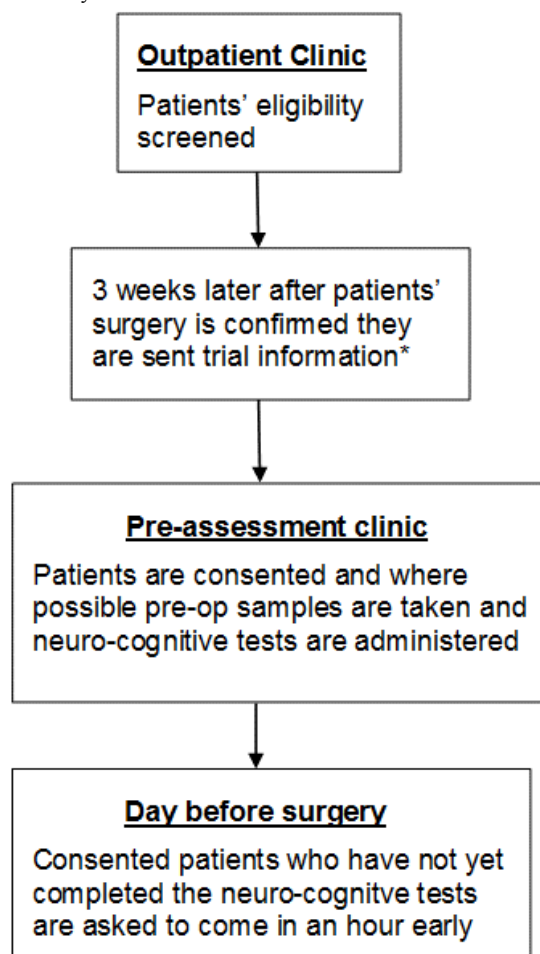 Outpatient Clinic
Patients’ eligibility
screened
3 weeks later after patients’
surgery is confirmed they
are sent trial information*
Pre-assessment clinic
Patients are consented and where
possible pre-op samples are taken and
neuro-cognitive tests are administered
Day before surgery
Consented patients who have not yet
completed the neuro-cognitve tests
are asked to come in an hour early